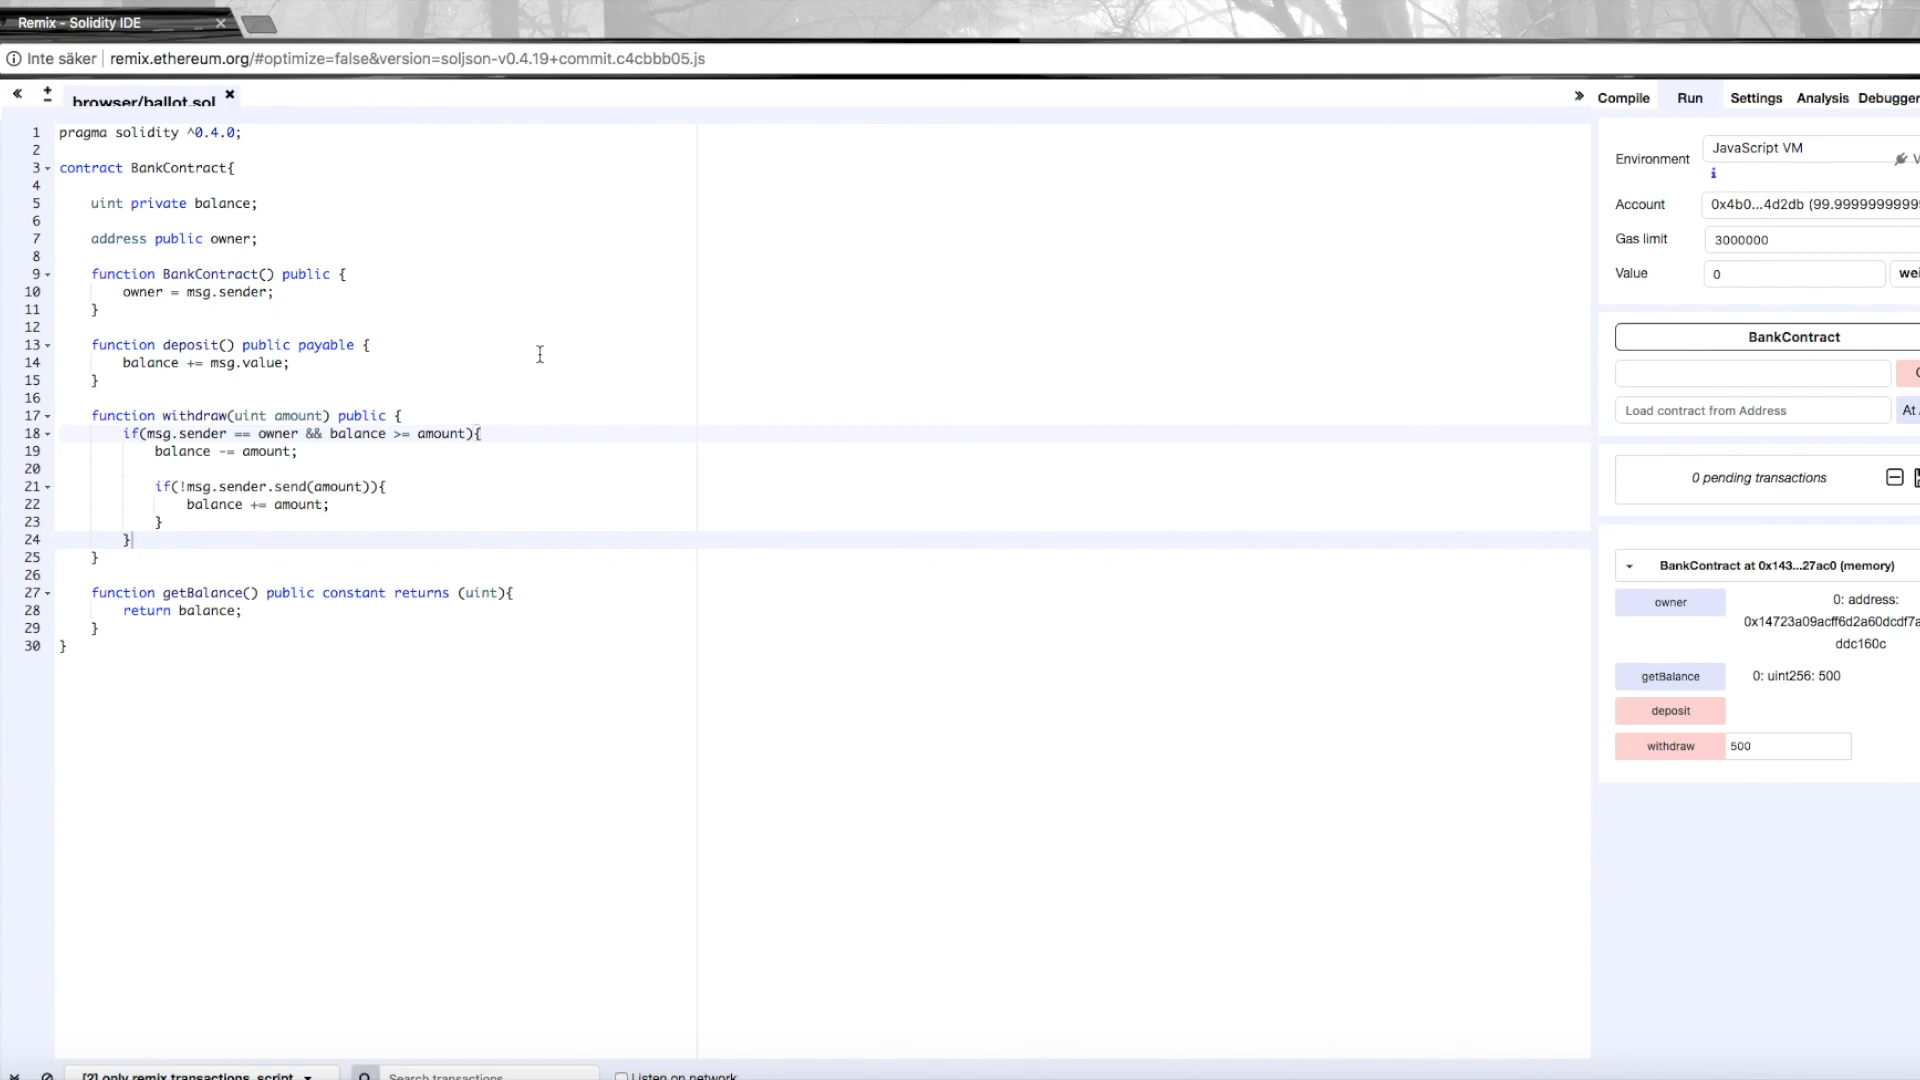 Remix - Solidity IDE
Inte säker | remix.ethereum.org/#optimize=false&version=soljson-v0.4.19+commit.c4cbbb05.js
browser/ballot.sol
Compile Run Settings Analysis Debugger
1 pragma solidity ^0.4.0;
2
3 contract BankContract{
4
5 uint private balance;
6
7 address public owner;
8
9 function BankContract() public {
10 owner = msg.sender;
11 }
12
13 function deposit() public payable {
14 balance += msg.value;
15 }
16
17 function withdraw(uint amount) public {
18 if(msg.sender == owner && balance >= amount){
19 balance -= amount;
20
21 if(!msg.sender.send(amount)){
22 balance += amount;
23 }
24 }
25 }
26
27 function getBalance() public constant returns (uint){
28 return balance;
29 }
30 }
Environment JavaScript VM
Account 0x4b0...4d2db (99.9999999999
Gas limit 3000000
Value 0 wei
BankContract
Load contract from Address At
0 pending transactions
BankContract at 0x143...27ac0 (memory)
owner 0: address:
0x14723a09acff6d2a60dcdf7a
ddc160c
getBalance 0: uint256: 500
deposit
withdraw 500
[2] only remix transactions, script Search transactions Listen on network